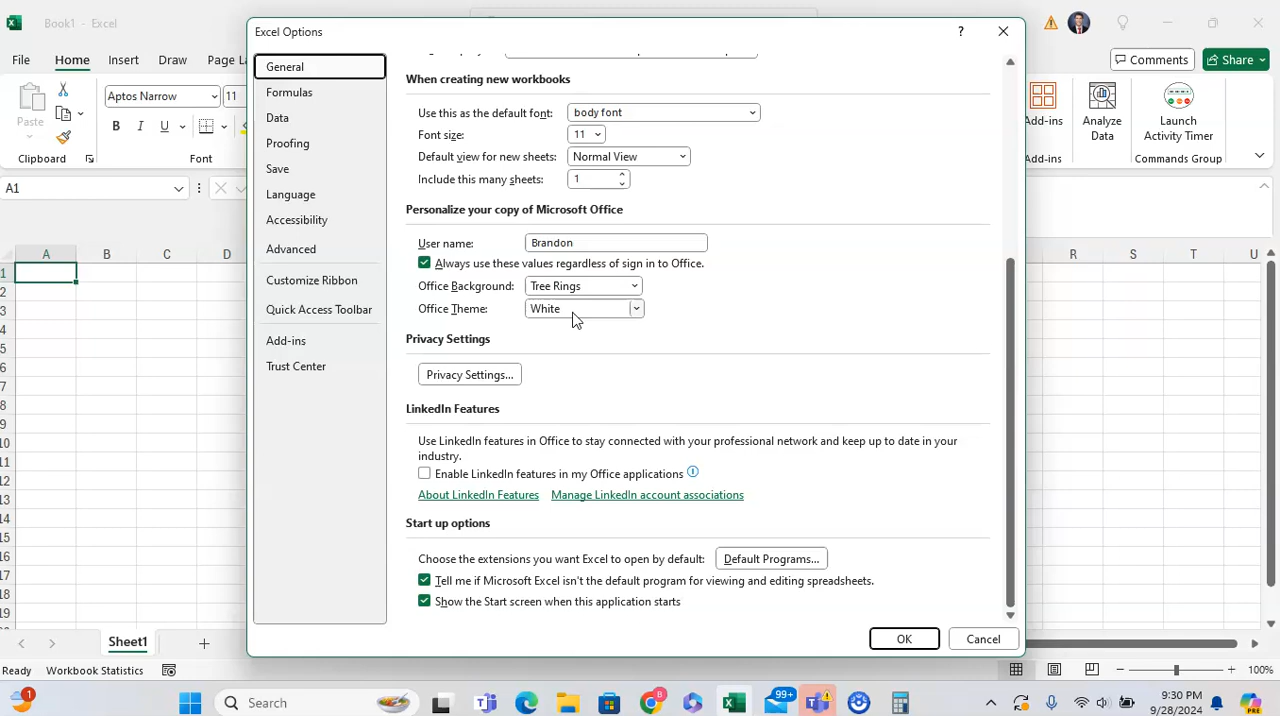 Book1 - Excel
Excel Options
?
File
Home
Insert
Draw
Page La
Comments
Share
Paste
Clipboard
Aptos Narrow
11
B
I
U
Font
Add-ins
Add-ins
Analyze
Data
Launch
Activity Timer
Commands Group
A1
General
Formulas
Data
Proofing
Save
Language
Accessibility
Advanced
Customize Ribbon
Quick Access Toolbar
Add-ins
Trust Center
When creating new workbooks
Use this as the default font: body font
Font size: 11
Default view for new sheets: Normal View
Include this many sheets: 1
Personalize your copy of Microsoft Office
User name: Brandon
Always use these values regardless of sign in to Office.
Office Background: Tree Rings
Office Theme: White
Privacy Settings
Privacy Settings...
LinkedIn Features
Use LinkedIn features in Office to stay connected with your professional network and keep up to date in your
industry.
Enable LinkedIn features in my Office applications
About LinkedIn Features Manage LinkedIn account associations
Start up options
Choose the extensions you want Excel to open by default: Default Programs...
Tell me if Microsoft Excel isn't the default program for viewing and editing spreadsheets.
Show the Start screen when this application starts
OK Cancel
A B C D R S T U
1
2
3
4
5
6
7
8
9
10
11
12
13
14
15
16
17
18
19
Sheet1
Ready Workbook Statistics 100%
1
Search
8
99+
9:30 PM
9/28/2024
PRE